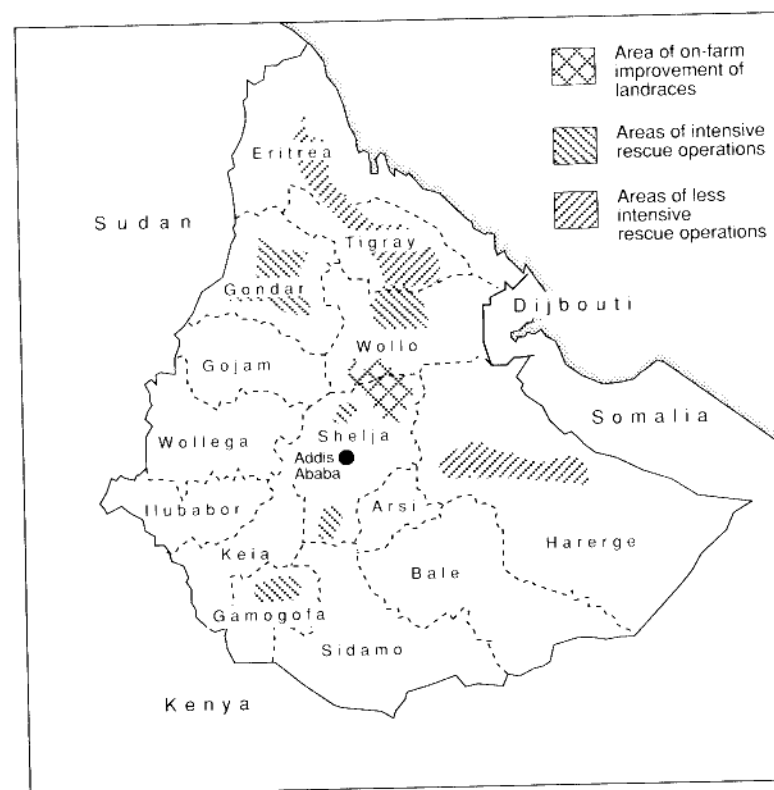 Area of on-farm
improvement of
landraces
Areas of intensive
rescue operations
Areas of less
intensive
rescue operations
Eritrea
Sudan
Tigray
Gondar
Dijbouti
Wollo
Gojam
Somalia
Shelja
Wollega
Addis
Ababa
Ilubabor
Arsi
Keia
Harerge
Bale
Gamogofa
Sidamo
Kenya